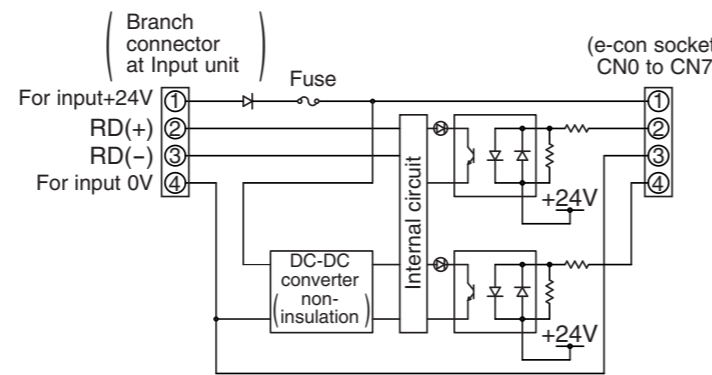 Branch
connector
at Input unit
(e-con socket
CN0 to CN7
Fuse
For input+24V ①
RD(+) ②
RD(−) ③
For input 0V ④
①
②
③
④
Internal circuit
+24V
DC-DC
converter
(non-
insulation)
+24V